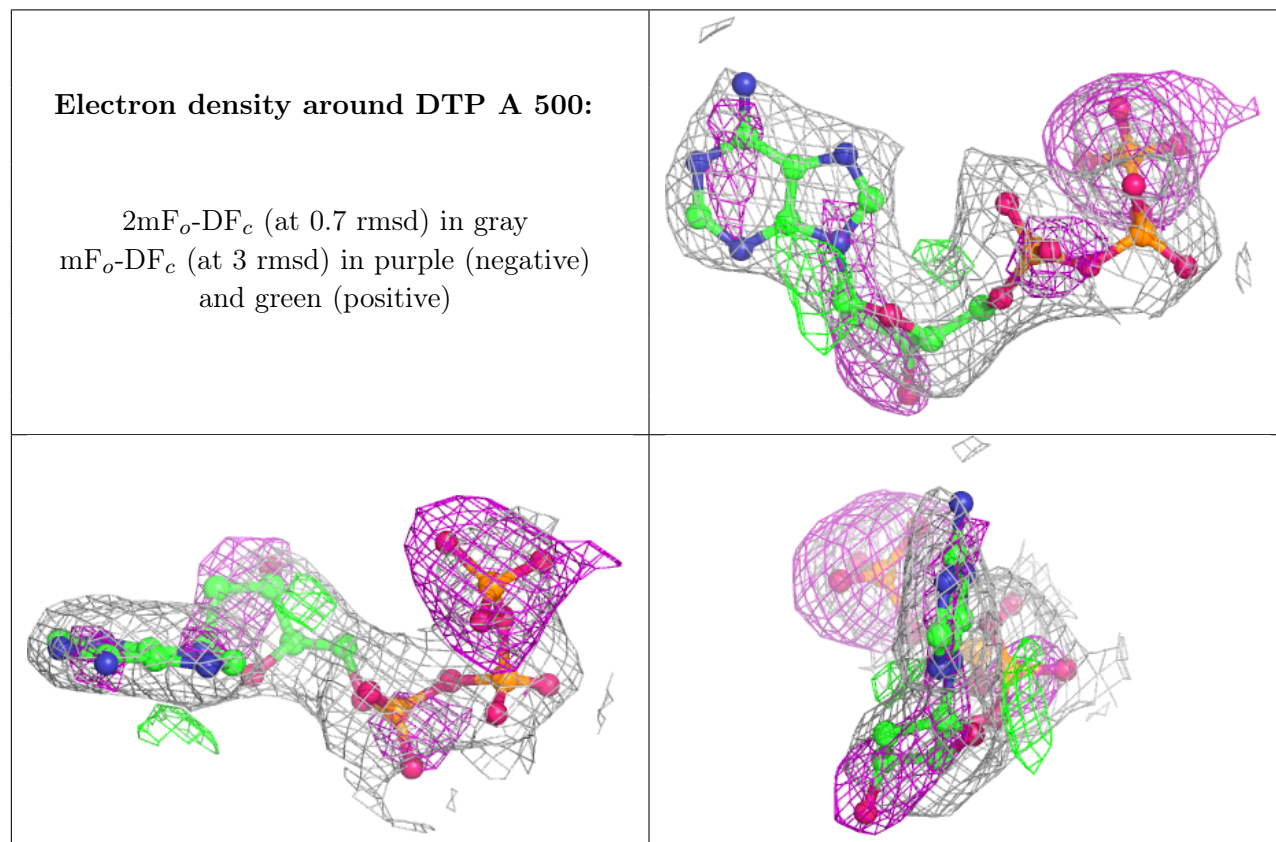 Electron density around DTP A 500:
2mFₒ-DF𝒸 (at 0.7 rmsd) in gray
mFₒ-DF𝒸 (at 3 rmsd) in purple (negative)
and green (positive)